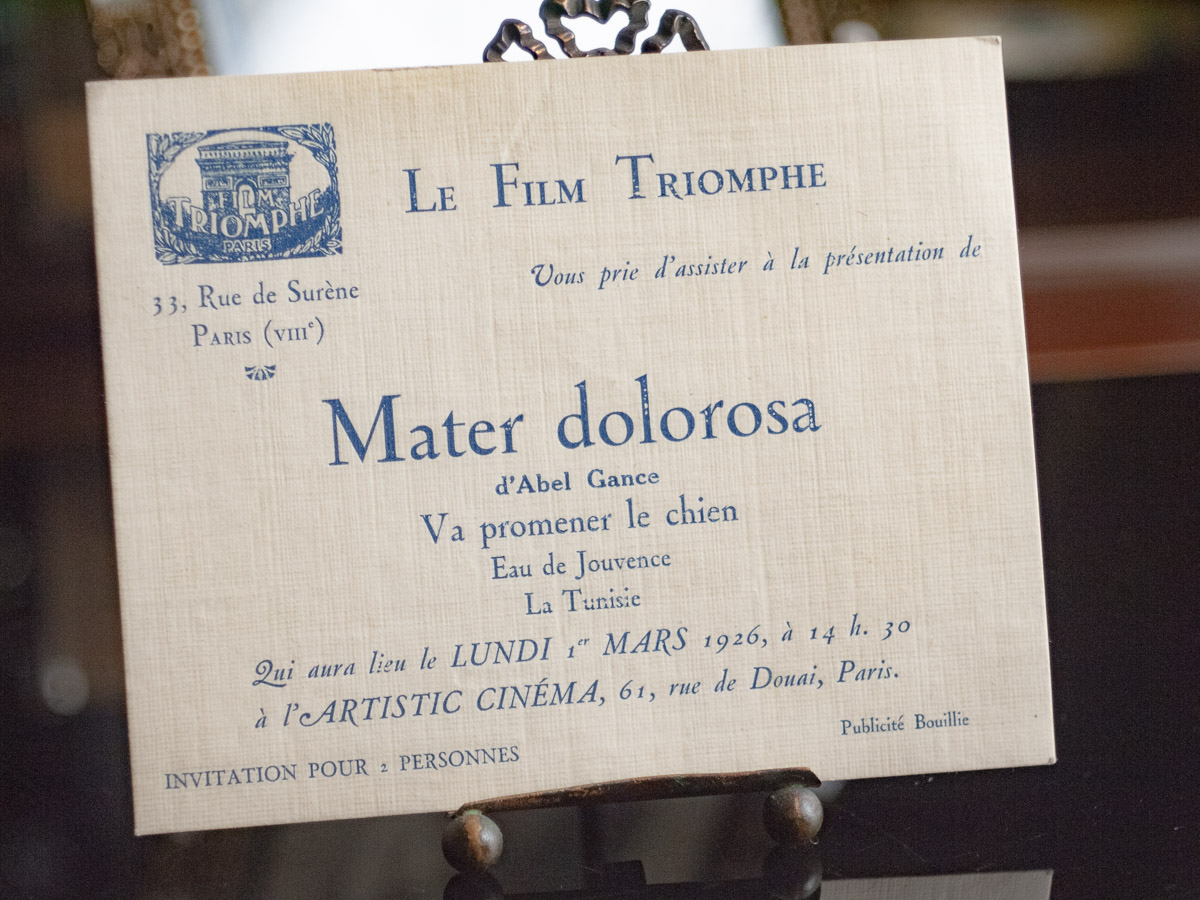 LE FILM
TRIOMPHE
PARIS
LE FILM TRIOMPHE
Vous prie d'assister à la présentation de
33, Rue de Surène
PARIS (VIIIe)
Mater dolorosa
d'Abel Gance
Va promener le chien
Eau de Jouvence
La Tunisie
Qui aura lieu le LUNDI 1er MARS 1926, à 14 h. 30
à l'ARTISTIC CINÉMA, 61, rue de Douai, Paris.
Publicité Bouillie
INVITATION POUR 2 PERSONNES